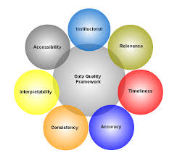 Institutional
Accessibility
Relevance
Data Quality
Framework
Interpretability
Timeliness
Consistency
Accuracy